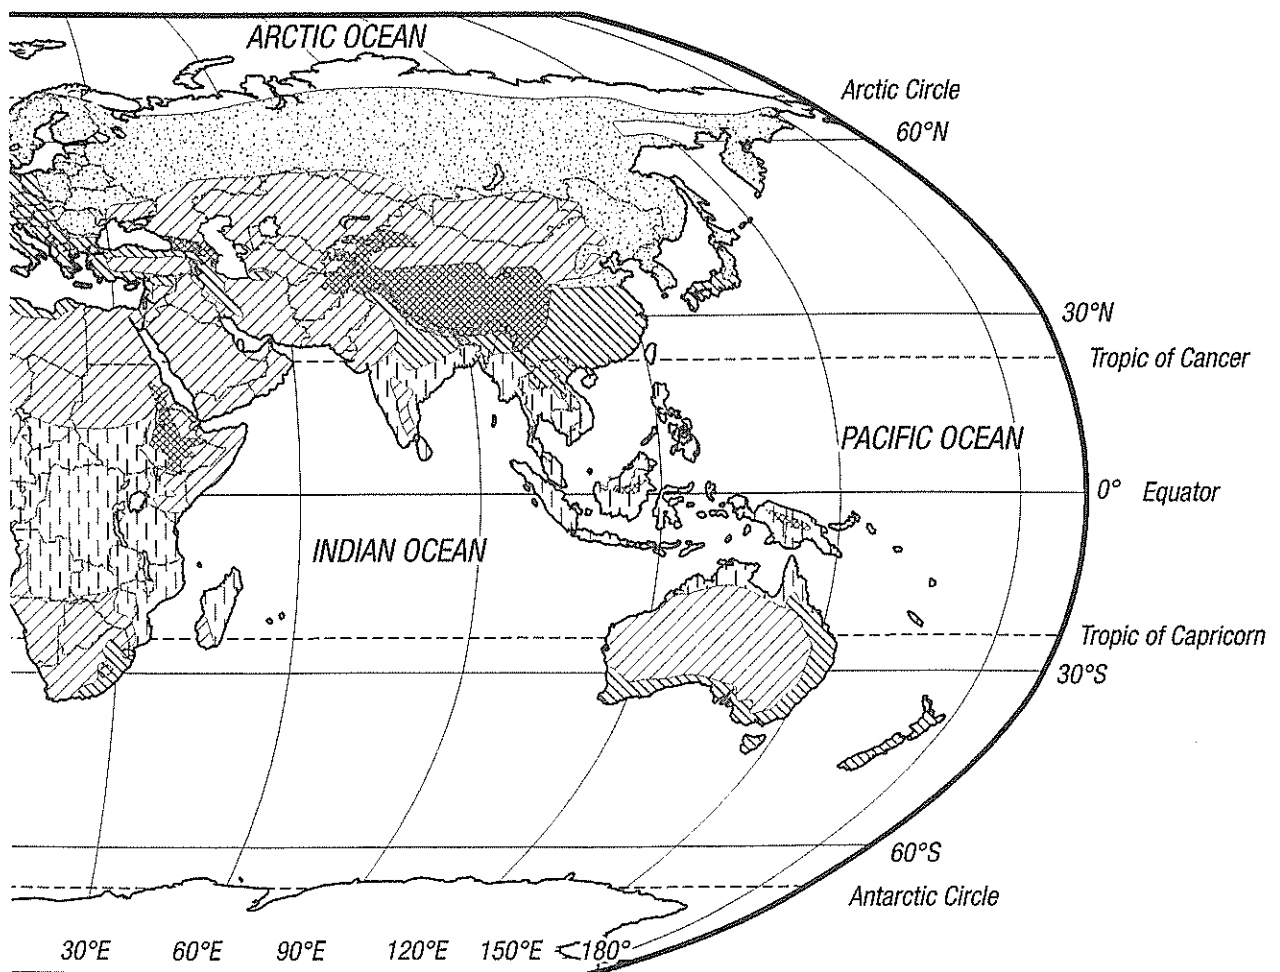 ARCTIC OCEAN
Arctic Circle
60°N
30°N
Tropic of Cancer
PACIFIC OCEAN
0° Equator
INDIAN OCEAN
Tropic of Capricorn
30°S
60°S
Antarctic Circle
30°E 60°E 90°E 120°E 150°E 180°